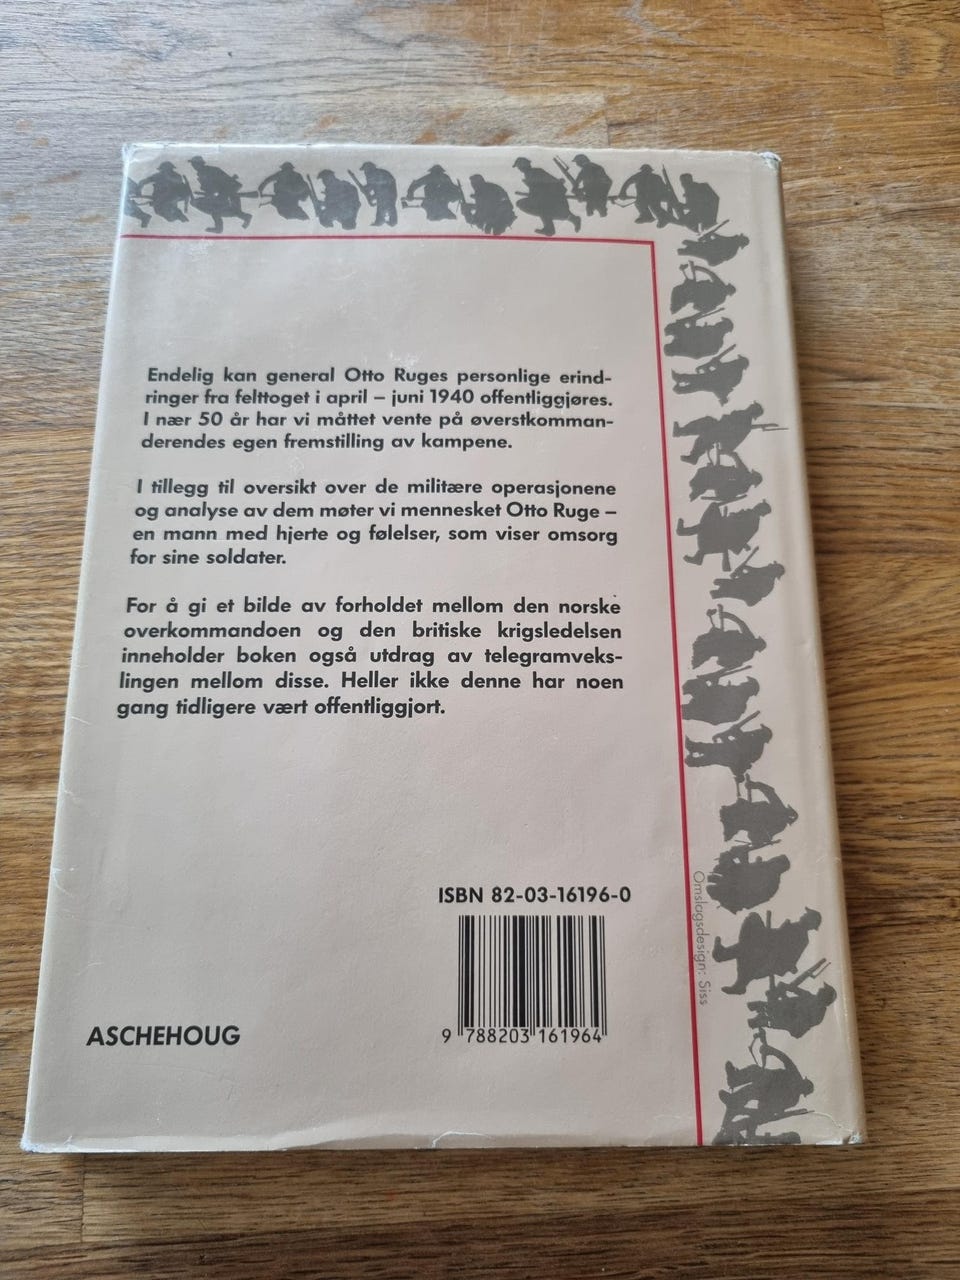 Endelig kan general Otto Ruges personlige erind-
ringer fra felttoget i april – juni 1940 offentliggjøres.
I nær 50 år har vi måttet vente på øverstkomman-
derendes egen fremstilling av kampene.
I tillegg til oversikt over de militære operasjonene
og analyse av dem møter vi mennesket Otto Ruge –
en mann med hjerte og følelser, som viser omsorg
for sine soldater.
For å gi et bilde av forholdet mellom den norske
overkommandoen og den britiske krigsledelsen
inneholder boken også utdrag av telegramveks-
lingen mellom disse. Heller ikke denne har noen
gang tidligere vært offentliggjort.
Omslagsdesign: Siss
ISBN 82-03-16196-0
9 788203 161964
ASCHEHOUG